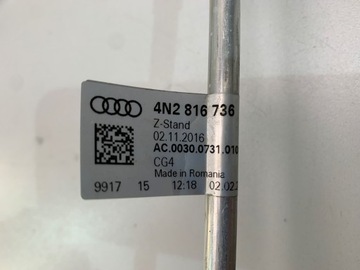 4N2 816 736
Z-Stand
02.11.2016
AC.0030.0731.010
CG4
Made in Romania
9917 15 12:18 02.02.2